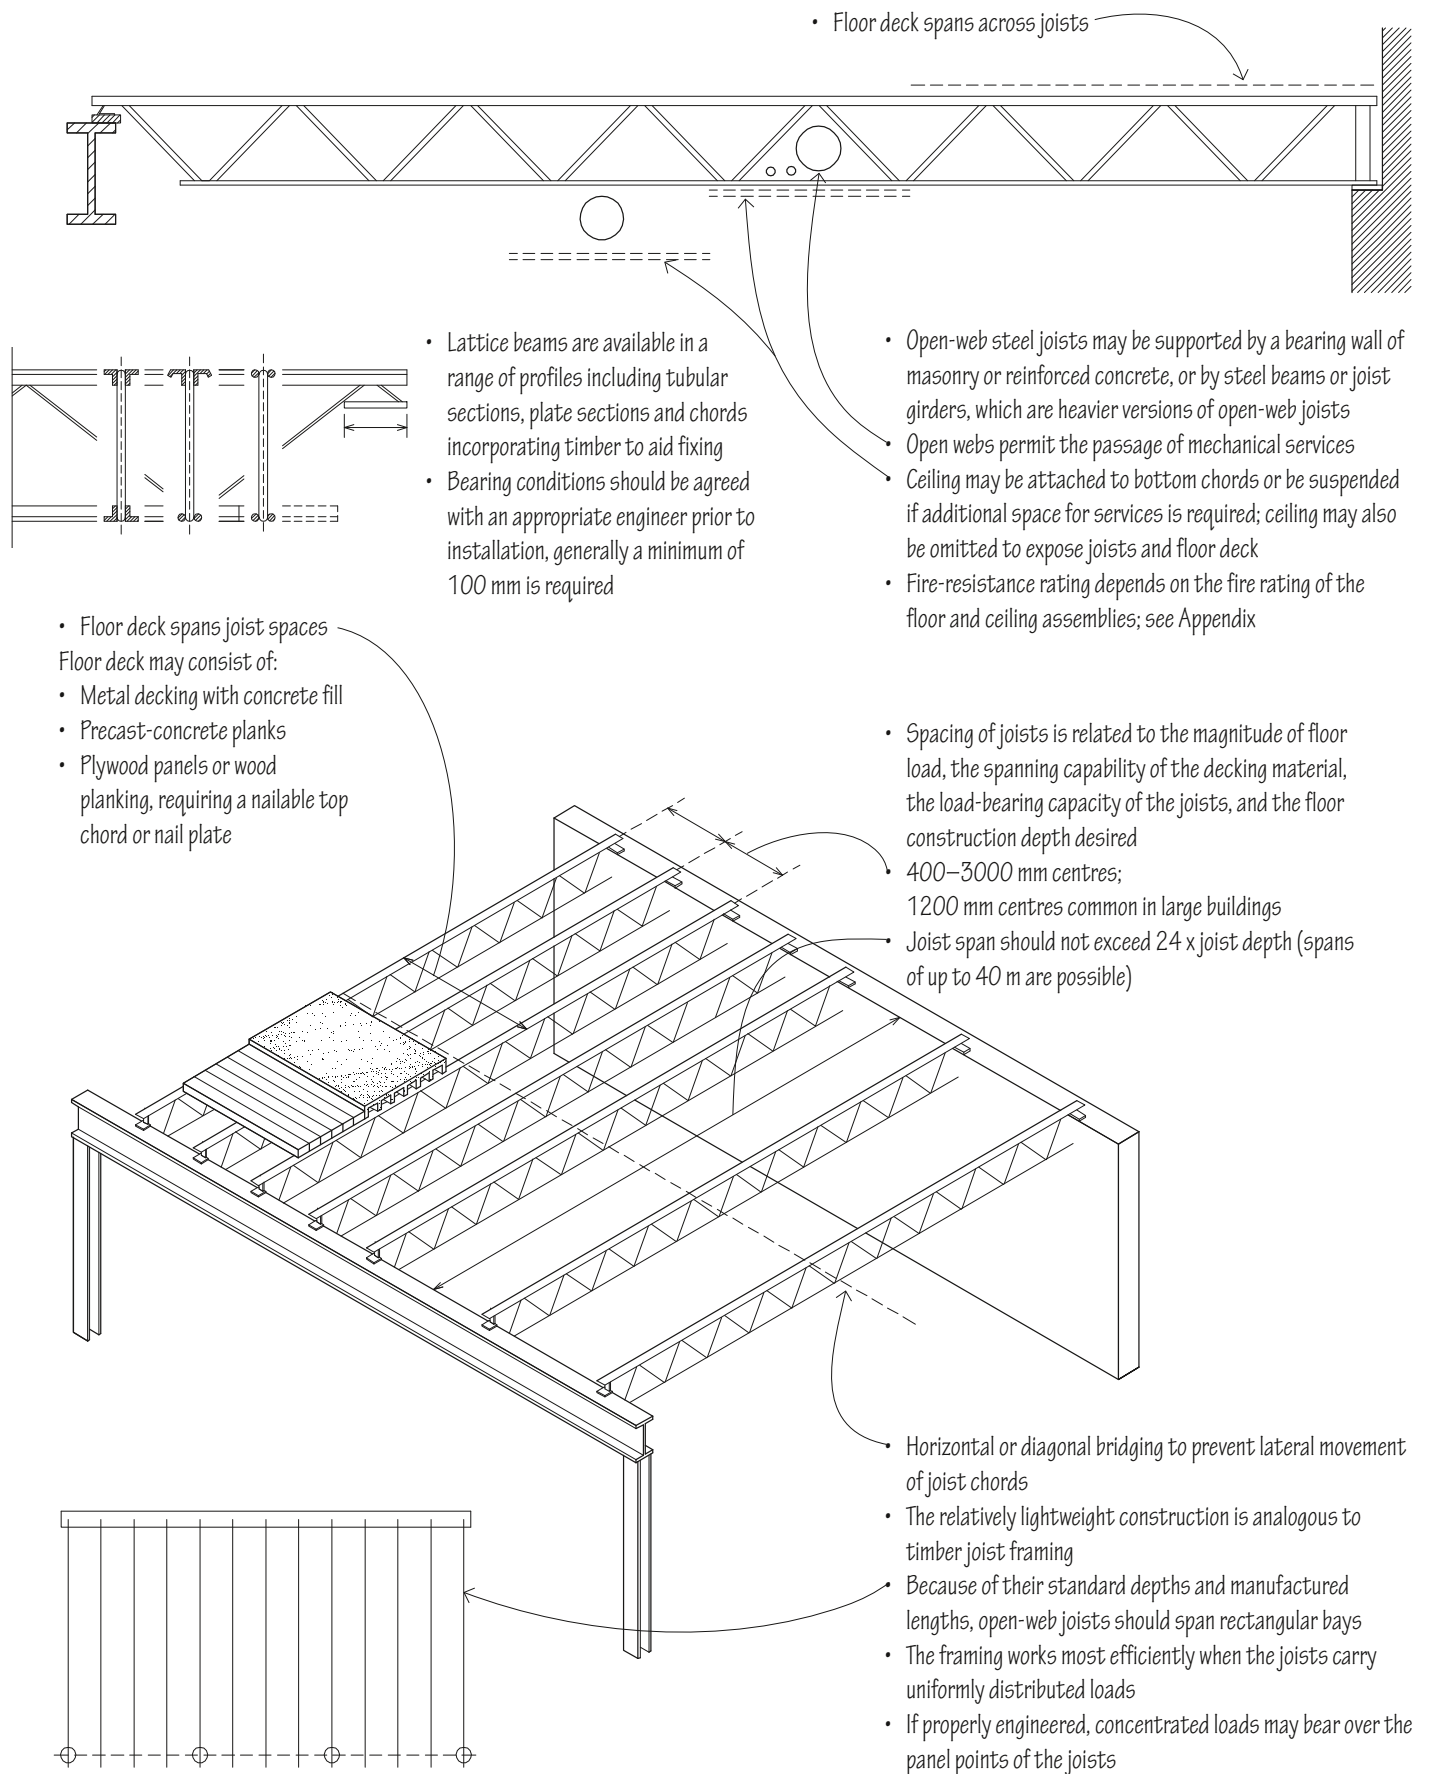 • Floor deck spans across joists
• Lattice beams are available in a
range of profiles including tubular
sections, plate sections and chords
incorporating timber to aid fixing
• Bearing conditions should be agreed
with an appropriate engineer prior to
installation, generally a minimum of
100 mm is required
• Open-web steel joists may be supported by a bearing wall of
masonry or reinforced concrete, or by steel beams or joist
girders, which are heavier versions of open-web joists
• Open webs permit the passage of mechanical services
• Ceiling may be attached to bottom chords or be suspended
if additional space for services is required; ceiling may also
be omitted to expose joists and floor deck
• Fire-resistance rating depends on the fire rating of the
floor and ceiling assemblies; see Appendix
• Floor deck spans joist spaces
Floor deck may consist of:
• Metal decking with concrete fill
• Precast-concrete planks
• Plywood panels or wood
planking, requiring a nailable top
chord or nail plate
• Spacing of joists is related to the magnitude of floor
load, the spanning capability of the decking material,
the load-bearing capacity of the joists, and the floor
construction depth desired
• 400–3000 mm centres;
1200 mm centres common in large buildings
• Joist span should not exceed 24 x joist depth (spans
of up to 40 m are possible)
• Horizontal or diagonal bridging to prevent lateral movement
of joist chords
• The relatively lightweight construction is analogous to
timber joist framing
• Because of their standard depths and manufactured
lengths, open-web joists should span rectangular bays
• The framing works most efficiently when the joists carry
uniformly distributed loads
• If properly engineered, concentrated loads may bear over the
panel points of the joists